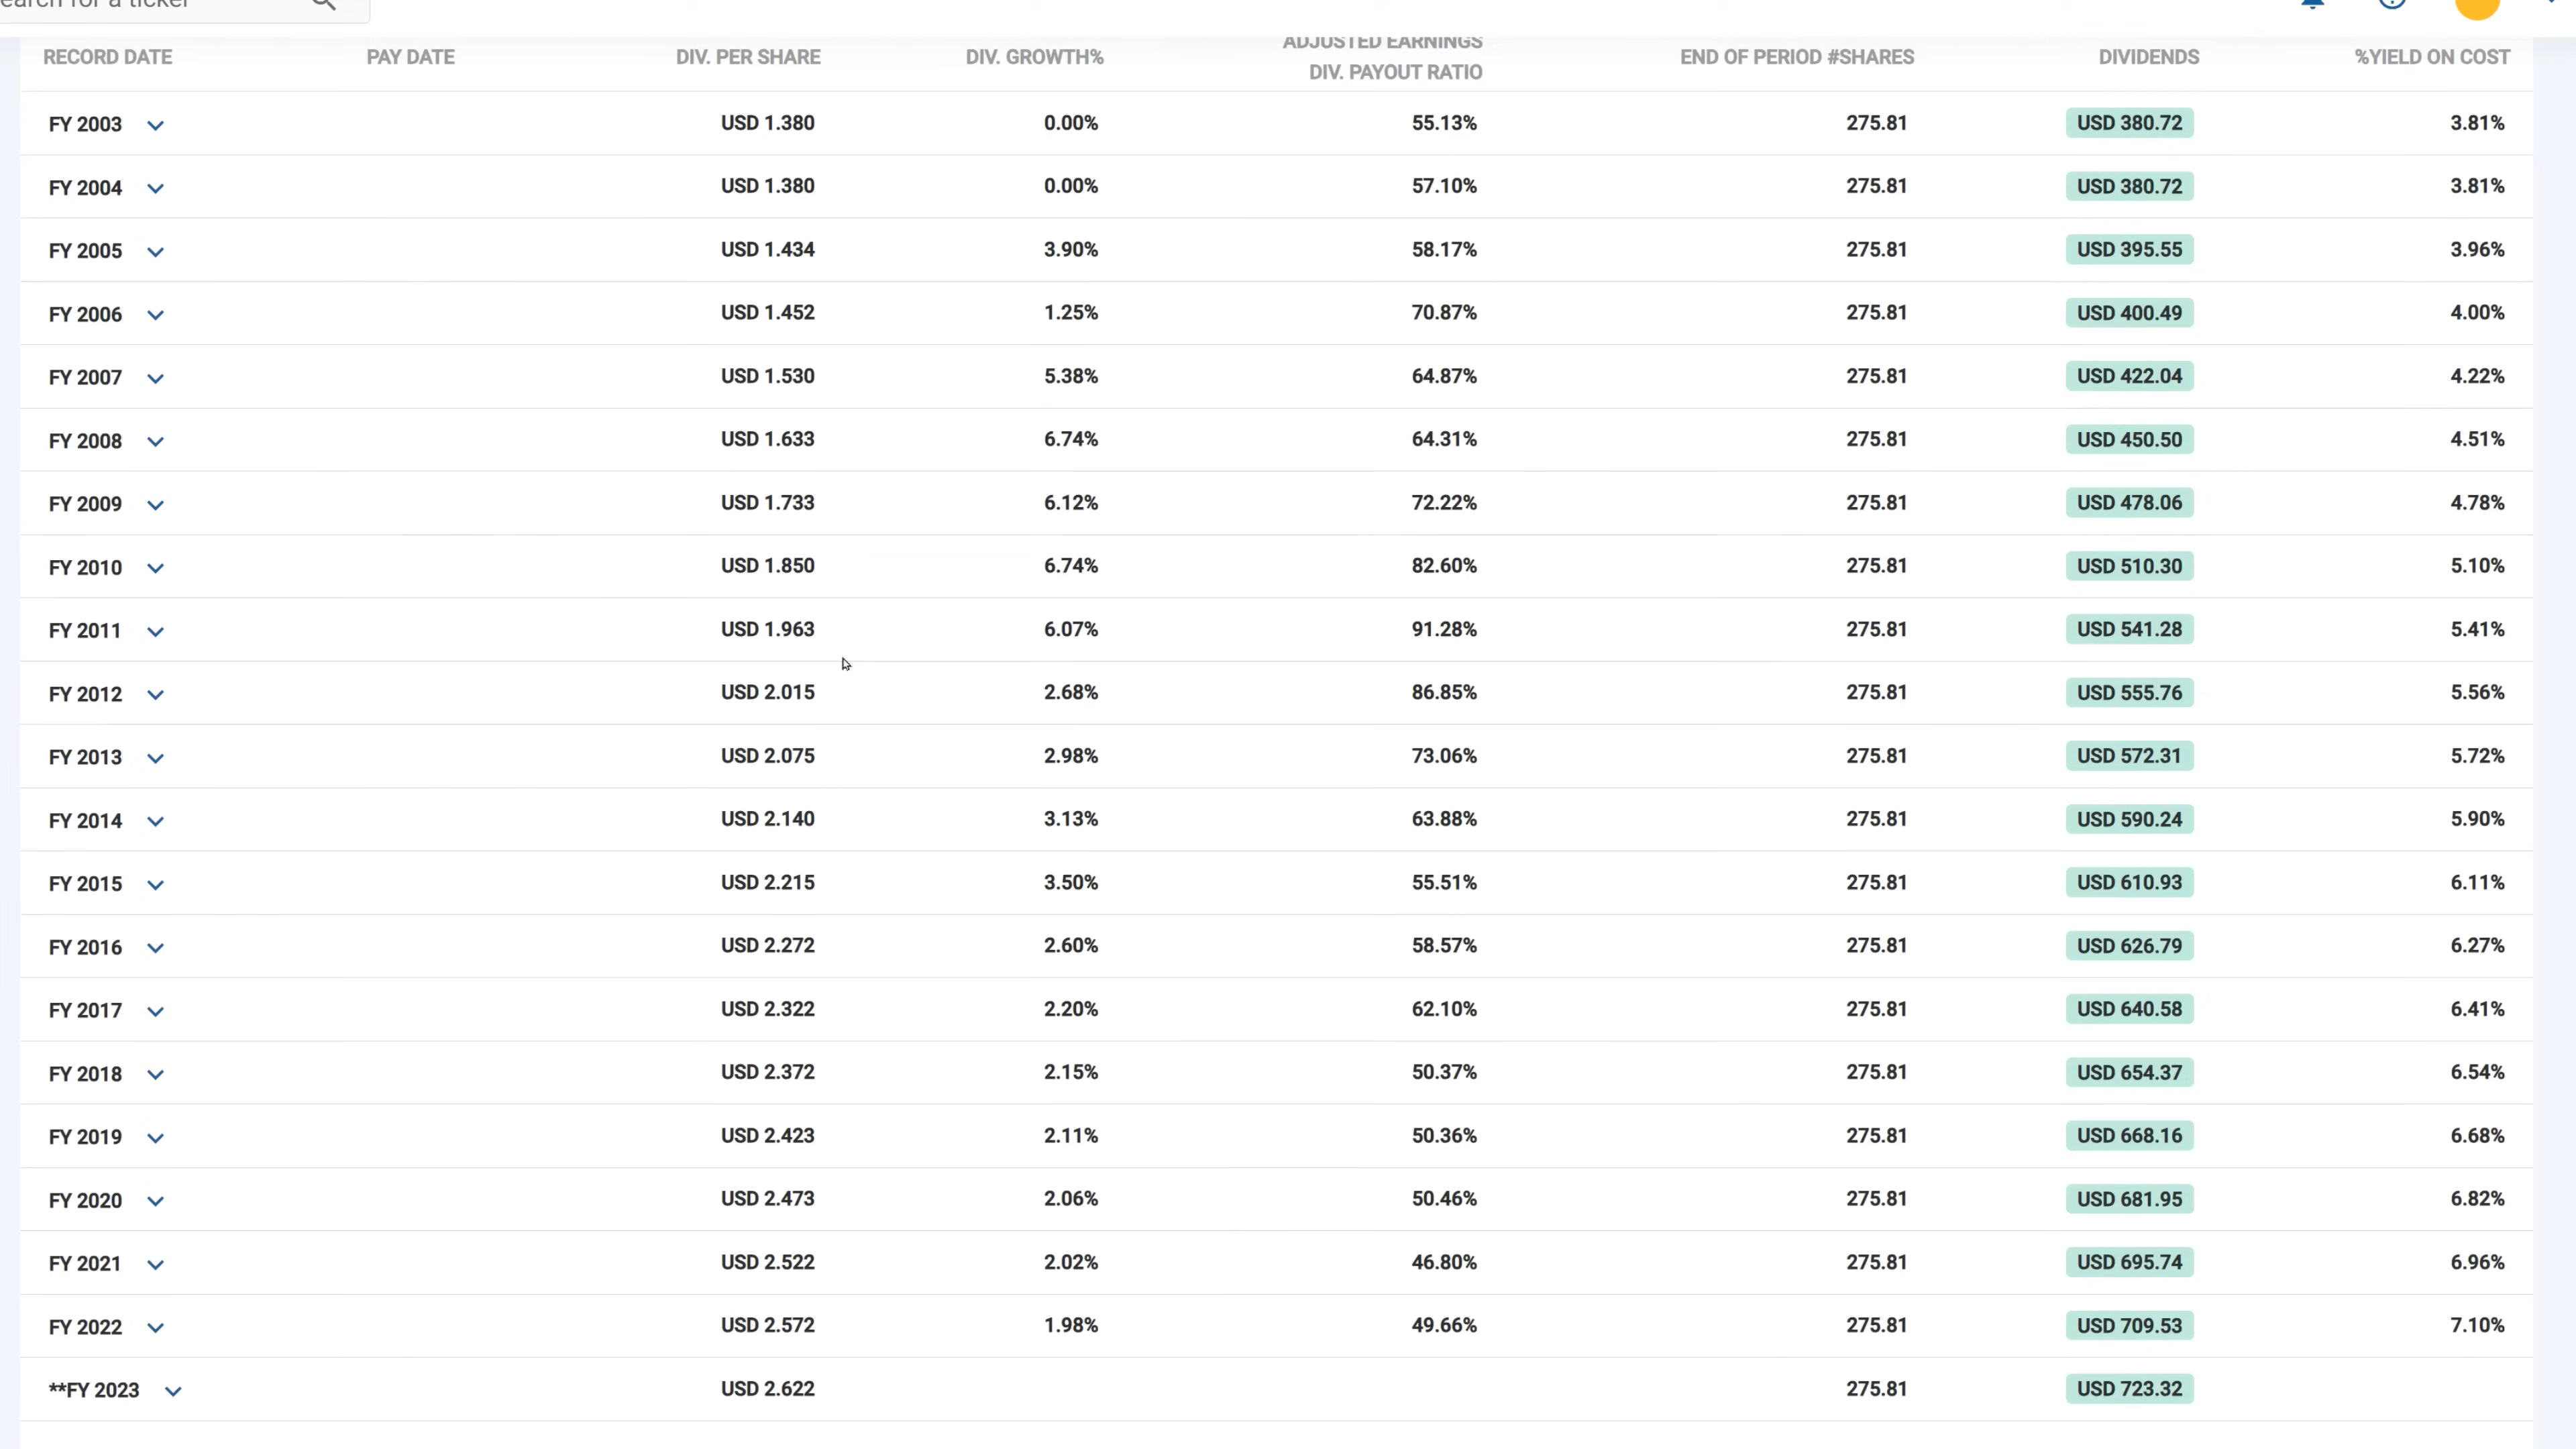 earch for a ticker
RECORD DATE PAY DATE DIV. PER SHARE DIV. GROWTH% ADJUSTED EARNINGS DIV. PAYOUT RATIO END OF PERIOD #SHARES DIVIDENDS %YIELD ON COST
FY 2003 USD 1.380 0.00% 55.13% 275.81 USD 380.72 3.81%
FY 2004 USD 1.380 0.00% 57.10% 275.81 USD 380.72 3.81%
FY 2005 USD 1.434 3.90% 58.17% 275.81 USD 395.55 3.96%
FY 2006 USD 1.452 1.25% 70.87% 275.81 USD 400.49 4.00%
FY 2007 USD 1.530 5.38% 64.87% 275.81 USD 422.04 4.22%
FY 2008 USD 1.633 6.74% 64.31% 275.81 USD 450.50 4.51%
FY 2009 USD 1.733 6.12% 72.22% 275.81 USD 478.06 4.78%
FY 2010 USD 1.850 6.74% 82.60% 275.81 USD 510.30 5.10%
FY 2011 USD 1.963 6.07% 91.28% 275.81 USD 541.28 5.41%
FY 2012 USD 2.015 2.68% 86.85% 275.81 USD 555.76 5.56%
FY 2013 USD 2.075 2.98% 73.06% 275.81 USD 572.31 5.72%
FY 2014 USD 2.140 3.13% 63.88% 275.81 USD 590.24 5.90%
FY 2015 USD 2.215 3.50% 55.51% 275.81 USD 610.93 6.11%
FY 2016 USD 2.272 2.60% 58.57% 275.81 USD 626.79 6.27%
FY 2017 USD 2.322 2.20% 62.10% 275.81 USD 640.58 6.41%
FY 2018 USD 2.372 2.15% 50.37% 275.81 USD 654.37 6.54%
FY 2019 USD 2.423 2.11% 50.36% 275.81 USD 668.16 6.68%
FY 2020 USD 2.473 2.06% 50.46% 275.81 USD 681.95 6.82%
FY 2021 USD 2.522 2.02% 46.80% 275.81 USD 695.74 6.96%
FY 2022 USD 2.572 1.98% 49.66% 275.81 USD 709.53 7.10%
**FY 2023 USD 2.622 275.81 USD 723.32